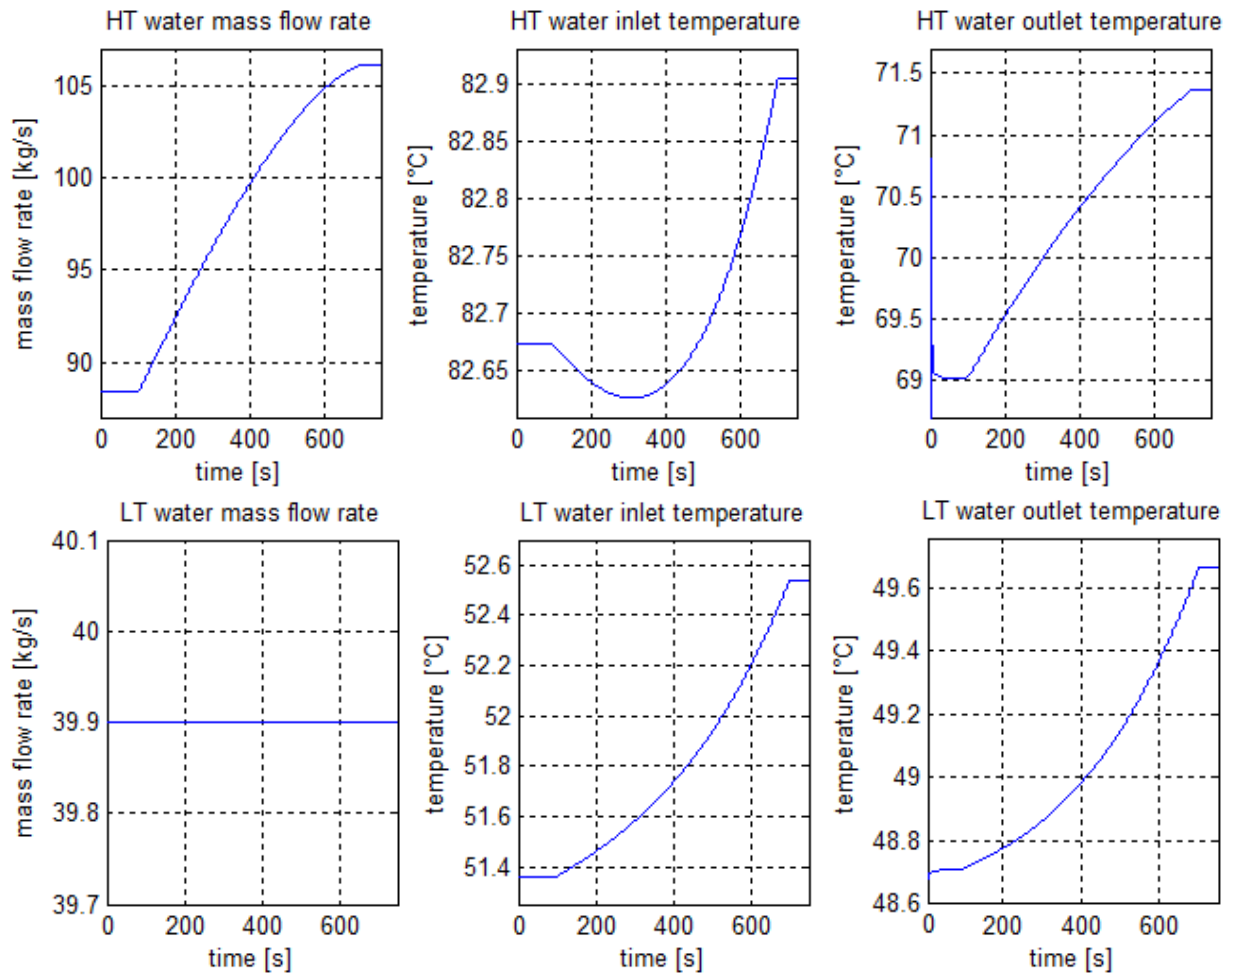 HT water mass flow rate
mass flow rate [kg/s]
105
100
95
90
0 200 400 600
time [s]
HT water inlet temperature
temperature [°C]
82.9
82.85
82.8
82.75
82.7
82.65
0 200 400 600
time [s]
HT water outlet temperature
temperature [°C]
71.5
71
70.5
70
69.5
69
0 200 400 600
time [s]
LT water mass flow rate
mass flow rate [kg/s]
40.1
40
39.9
39.8
39.7
0 200 400 600
time [s]
LT water inlet temperature
temperature [°C]
52.6
52.4
52.2
52
51.8
51.6
51.4
0 200 400 600
time [s]
LT water outlet temperature
temperature [°C]
49.6
49.4
49.2
49
48.8
48.6
0 200 400 600
time [s]